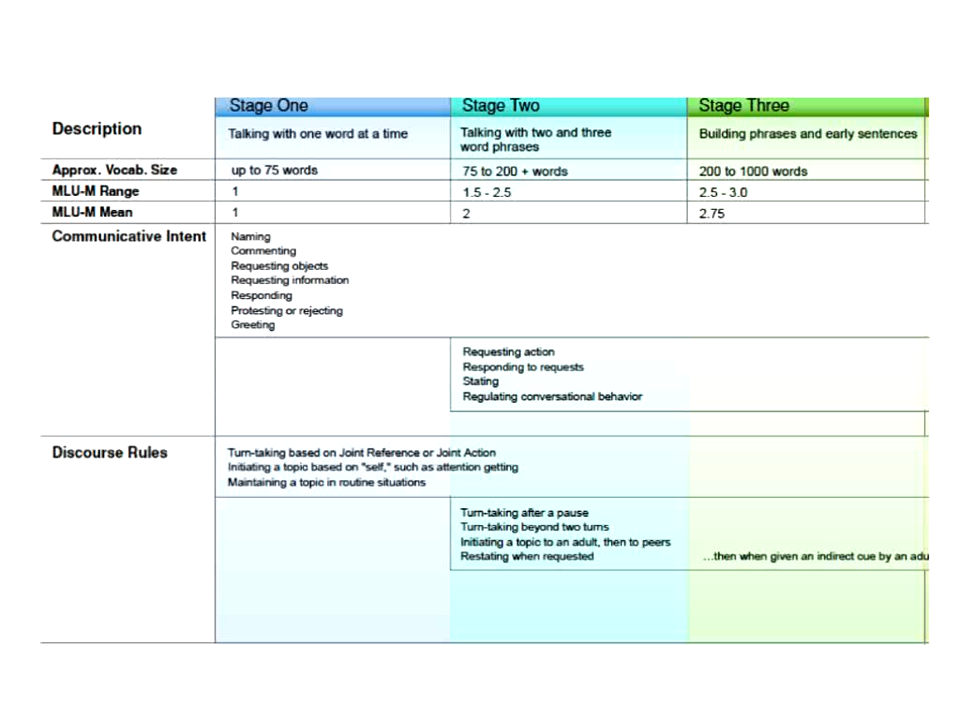 Stage One Stage Two Stage Three
Description Talking with one word at a time Talking with two and three word phrases Building phrases and early sentences
Approx. Vocab. Size up to 75 words 75 to 200 + words 200 to 1000 words
MLU-M Range 1 1.5 - 2.5 2.5 - 3.0
MLU-M Mean 1 2 2.75
Communicative Intent Naming
Commenting
Requesting objects
Requesting information
Responding
Protesting or rejecting
Greeting
Requesting action
Responding to requests
Stating
Regulating conversational behavior
Discourse Rules Turn-taking based on Joint Reference or Joint Action
Initiating a topic based on "self," such as attention getting
Maintaining a topic in routine situations
Turn-taking after a pause
Turn-taking beyond two turns
Initiating a topic to an adult, then to peers
Restating when requested ...then when given an indirect cue by an adu